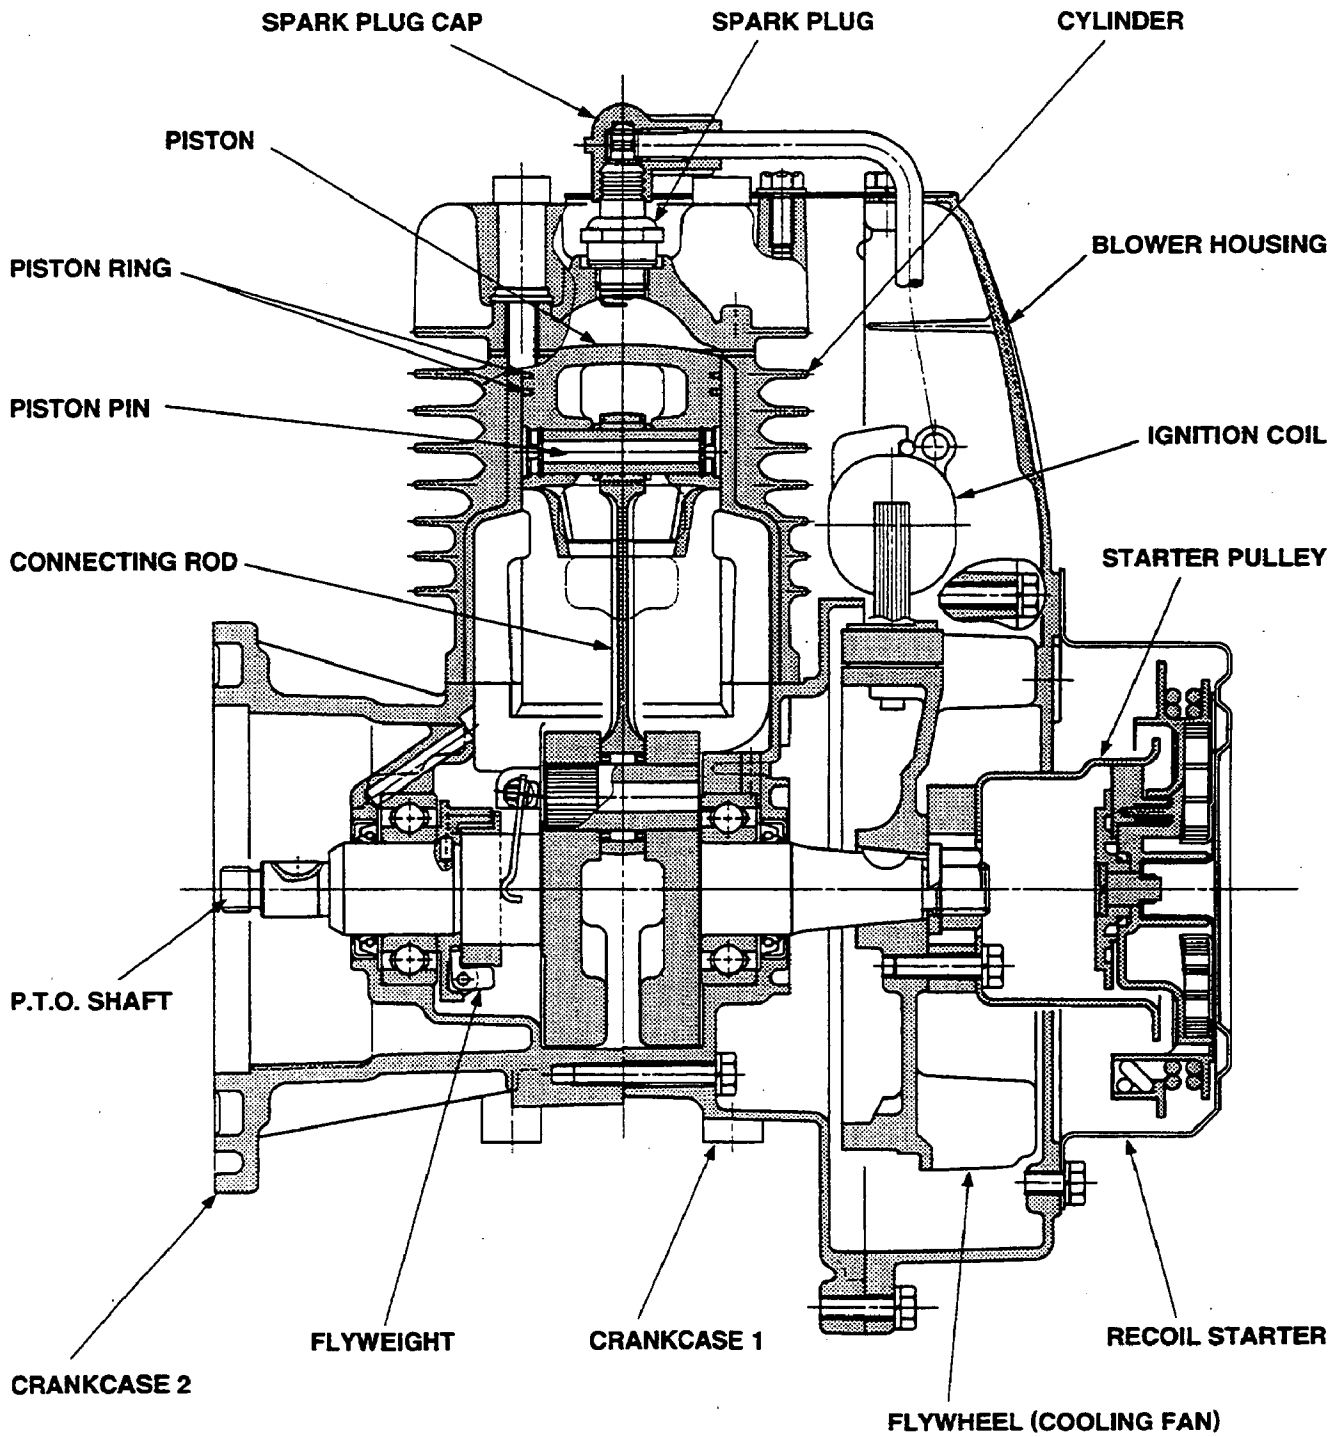 SPARK PLUG CAP
SPARK PLUG
CYLINDER
PISTON
BLOWER HOUSING
PISTON RING
PISTON PIN
IGNITION COIL
STARTER PULLEY
CONNECTING ROD
P.T.O. SHAFT
FLYWEIGHT
CRANKCASE 1
RECOIL STARTER
CRANKCASE 2
FLYWHEEL (COOLING FAN)